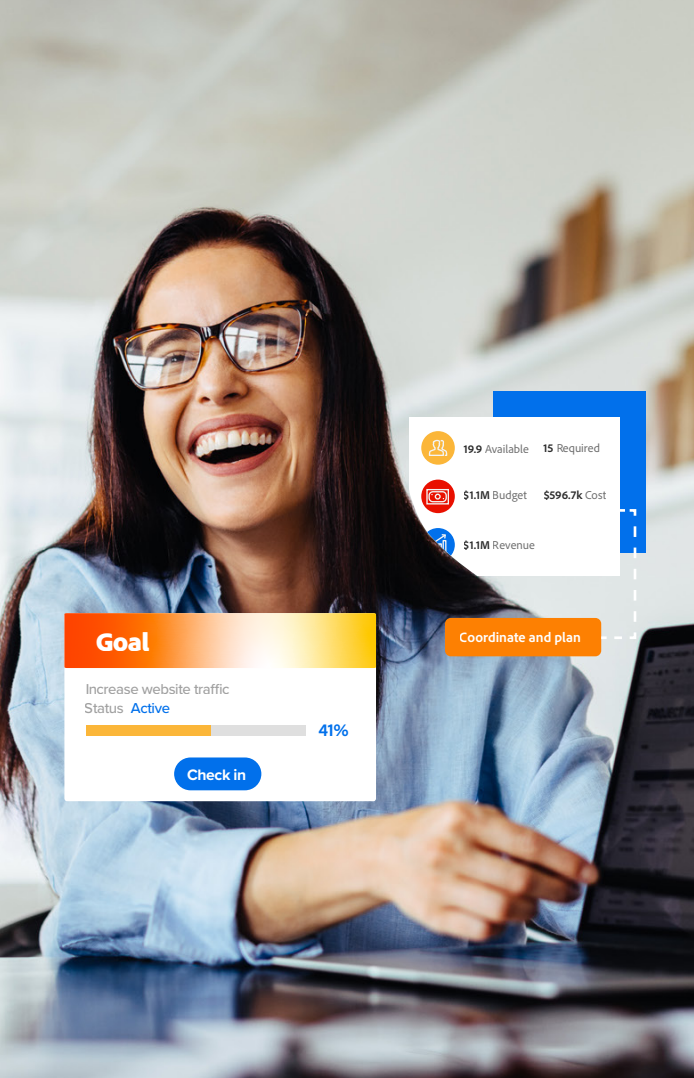 19.9 Available 15 Required
$1.1M Budget $596.7k Cost
$1.1M Revenue
Coordinate and plan
Goal
Increase website traffic
Status Active
41%
Check in